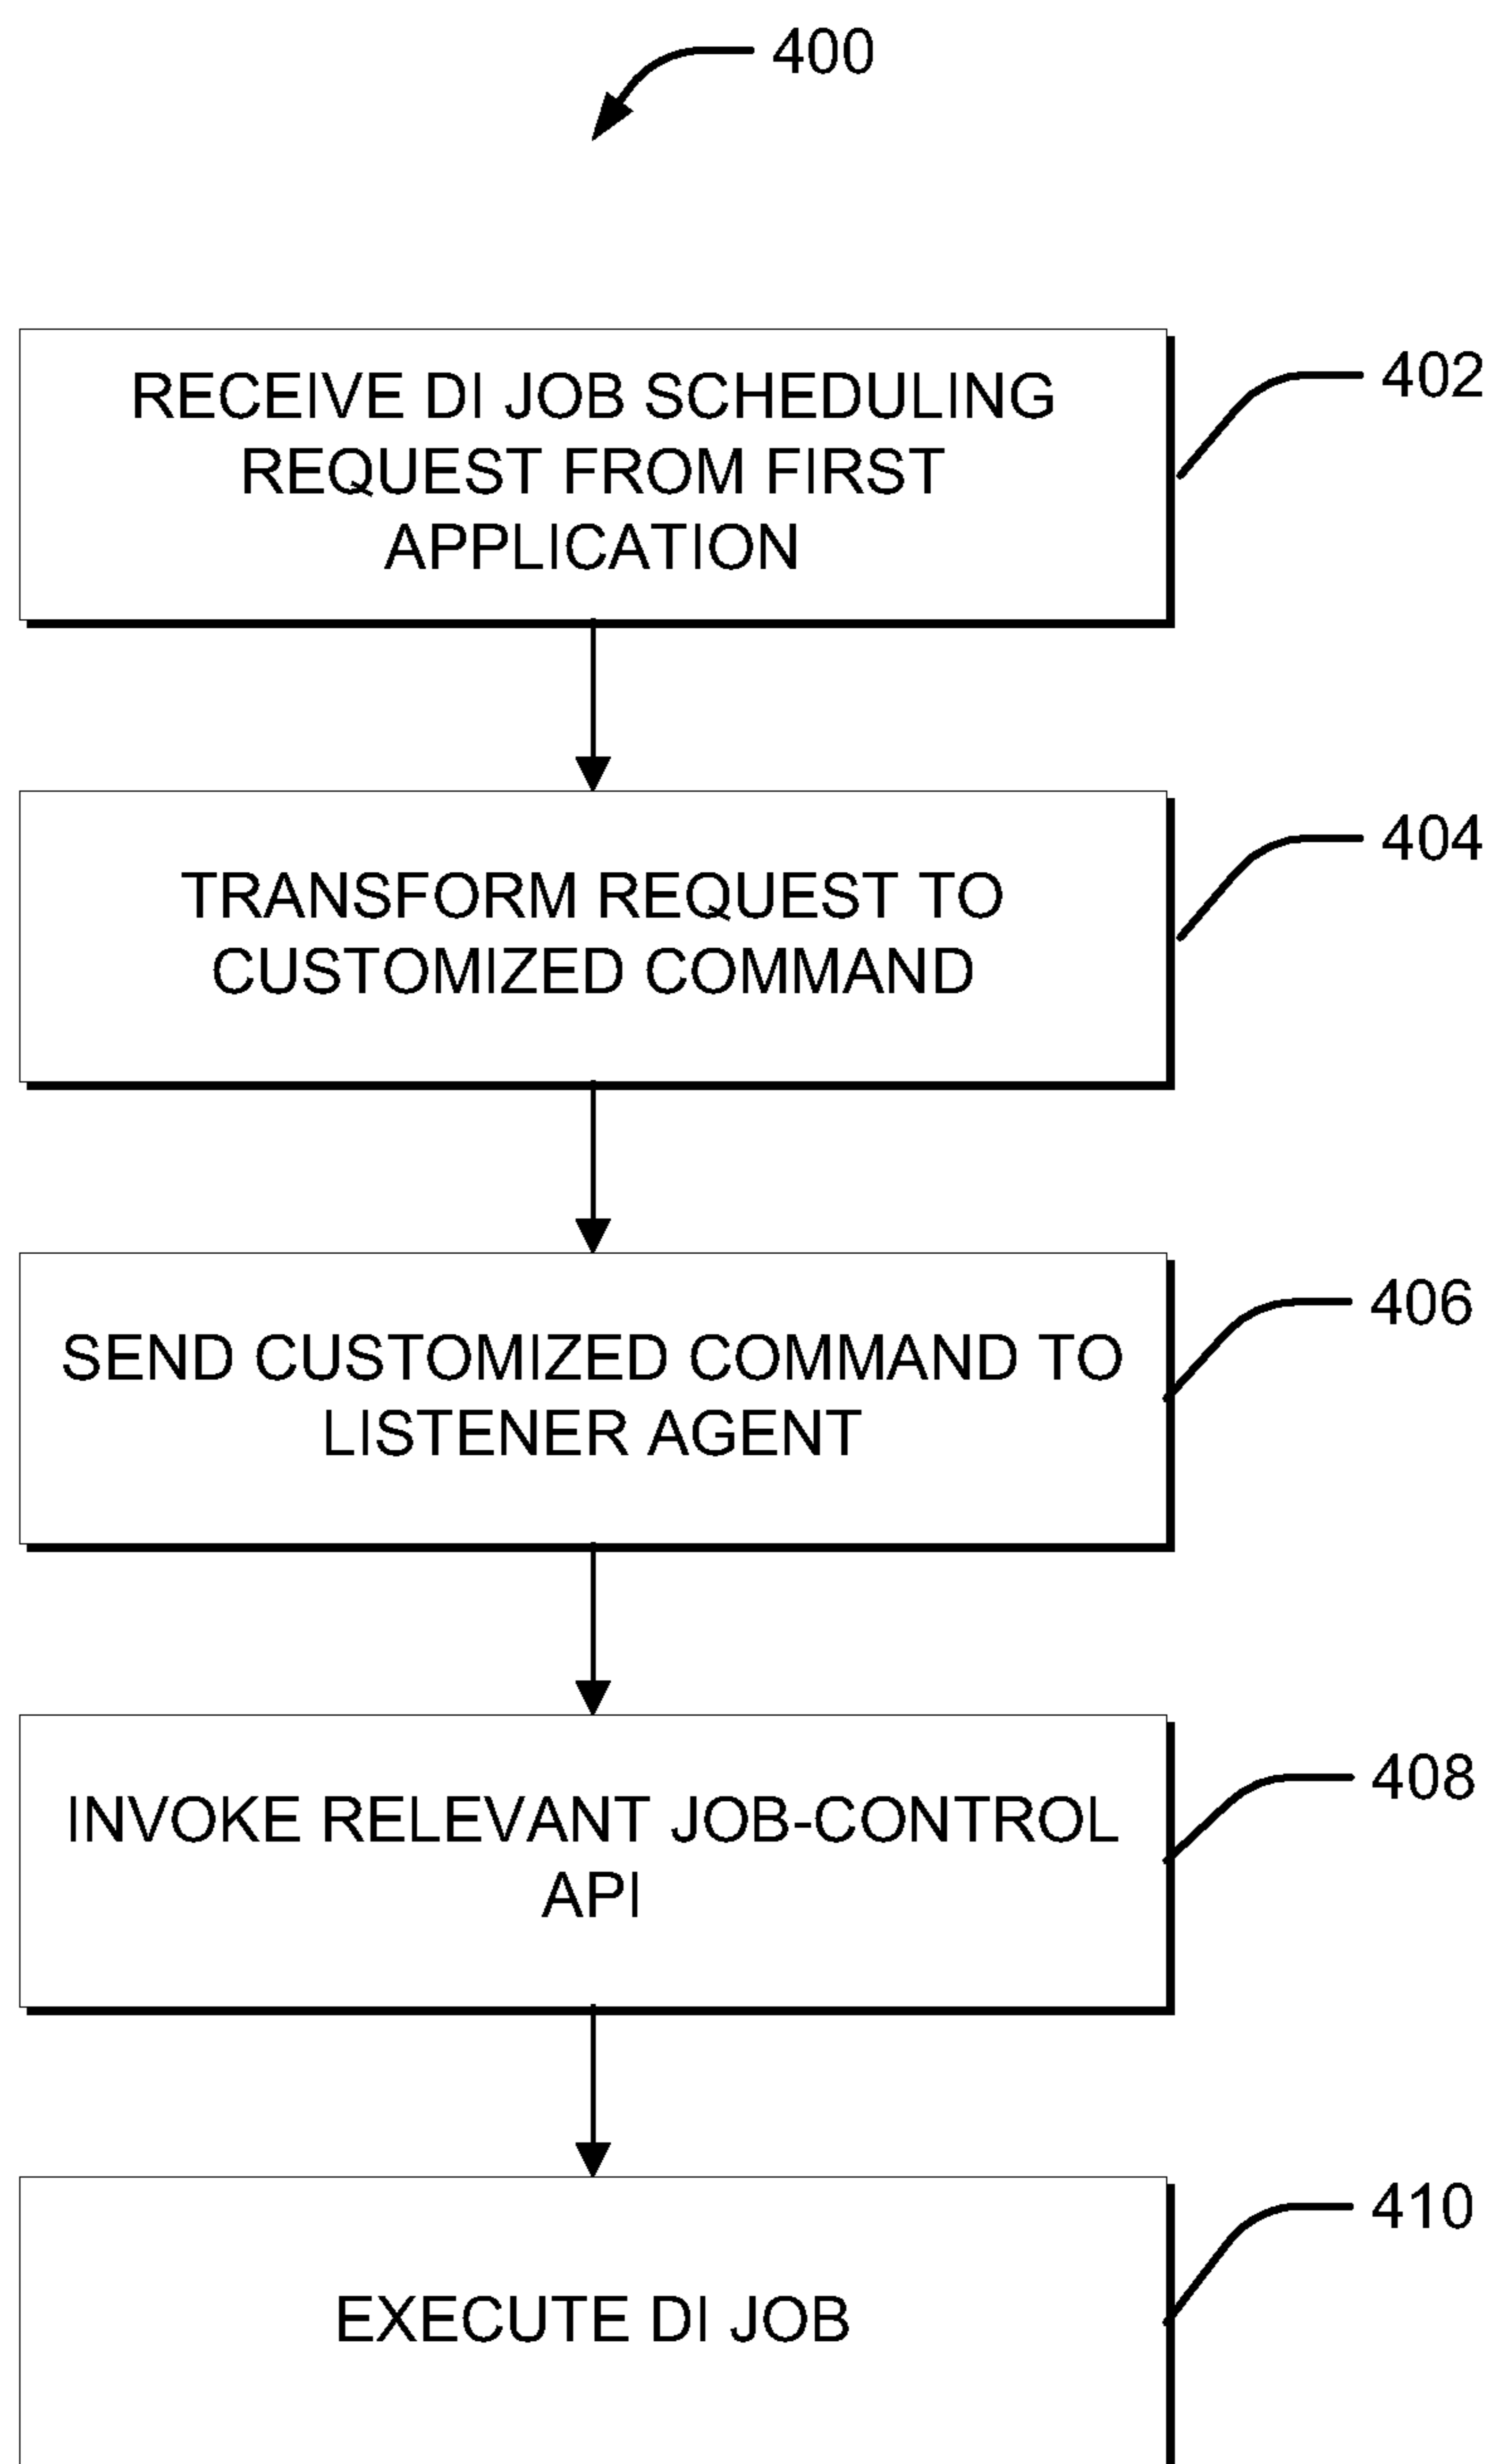 400
RECEIVE DI JOB SCHEDULING
REQUEST FROM FIRST
APPLICATION
402
TRANSFORM REQUEST TO
CUSTOMIZED COMMAND
404
SEND CUSTOMIZED COMMAND TO
LISTENER AGENT
406
INVOKE RELEVANT JOB-CONTROL
API
408
EXECUTE DI JOB
410